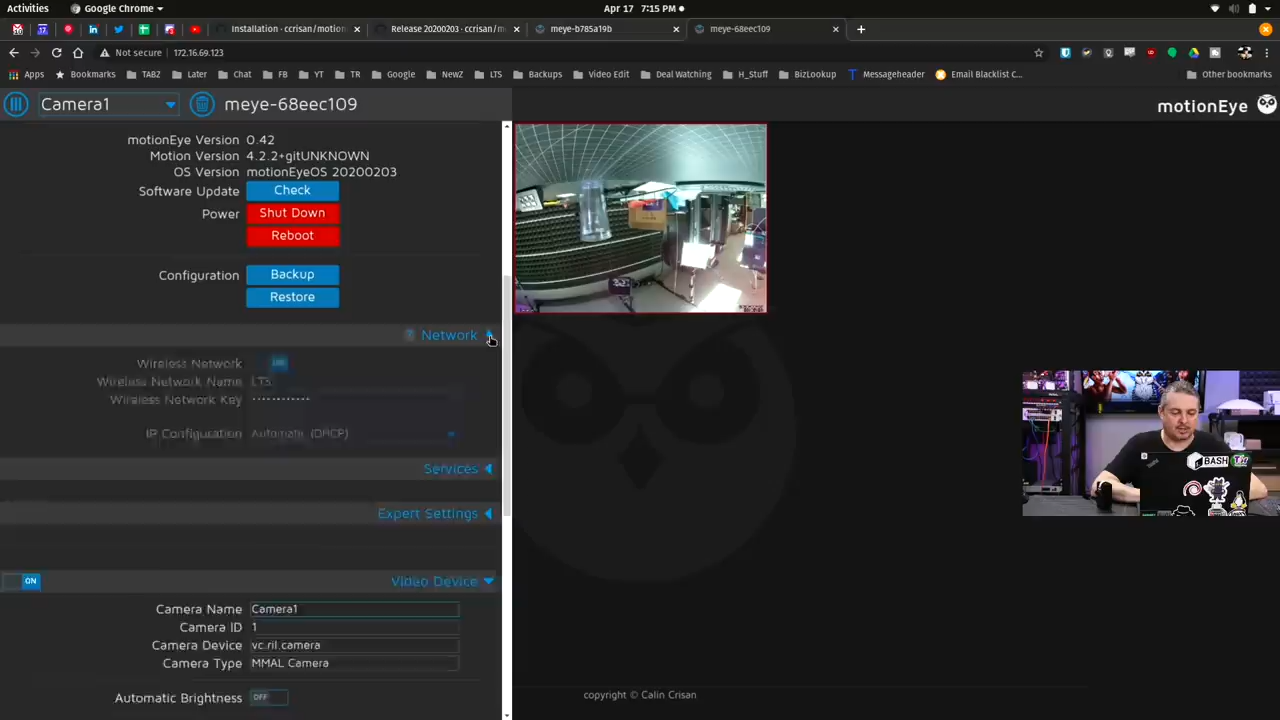 Activities
Google Chrome
Apr 17 7:15 PM
Installation · ccrisan/motion
Release 20200203 · ccrisan/m
meye-b785a19b
meye-68eec109
Not secure
172.16.69.123
Apps
Bookmarks
TABZ
Later
Chat
FB
YT
TR
Google
NewZ
LTS
Backups
Video Edit
Deal Watching
H_Stuff
BizLookup
Messageheader
Email Blacklist C...
Other bookmarks
Camera1
meye-68eec109
motionEye
motionEye Version 0.42
Motion Version 4.2.2+gitUNKNOWN
OS Version motionEyeOS 20200203
Software Update Check
Power Shut Down
Reboot
Configuration Backup
Restore
Network
Wireless Network
Wireless Network Name LTS
Wireless Network Key ············
IP Configuration Automatic (DHCP)
Services
Expert Settings
ON
Video Device
Camera Name Camera1
Camera ID 1
Camera Device vc.ril.camera
Camera Type MMAL Camera
Automatic Brightness OFF
copyright © Calin Crisan
BASH